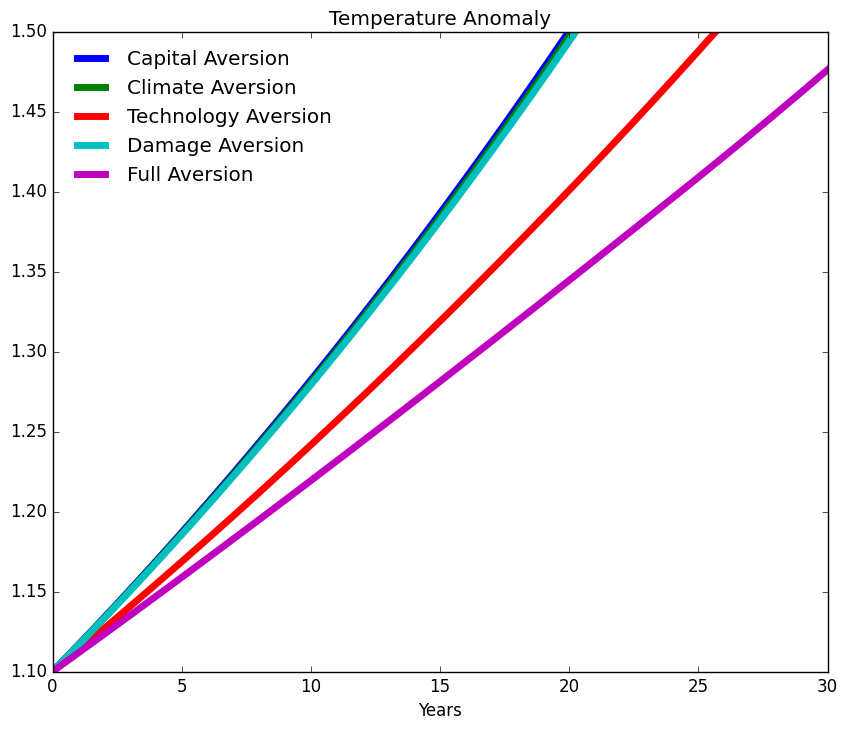 Temperature Anomaly
1.50
1.45
1.40
1.35
1.30
1.25
1.20
1.15
1.10
Capital Aversion
Climate Aversion
Technology Aversion
Damage Aversion
Full Aversion
0 5 10 15 20 25 30
Years